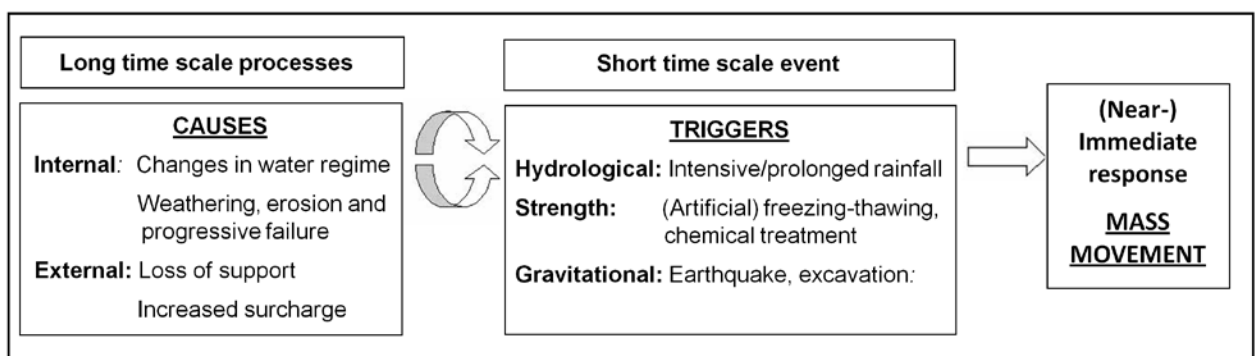 Long time scale processes
Short time scale event
CAUSES
Internal: Changes in water regime
Weathering, erosion and
progressive failure
External: Loss of support
Increased surcharge
TRIGGERS
Hydrological: Intensive/prolonged rainfall
Strength: (Artificial) freezing-thawing,
chemical treatment
Gravitational: Earthquake, excavation:
(Near-)
Immediate
response
MASS
MOVEMENT